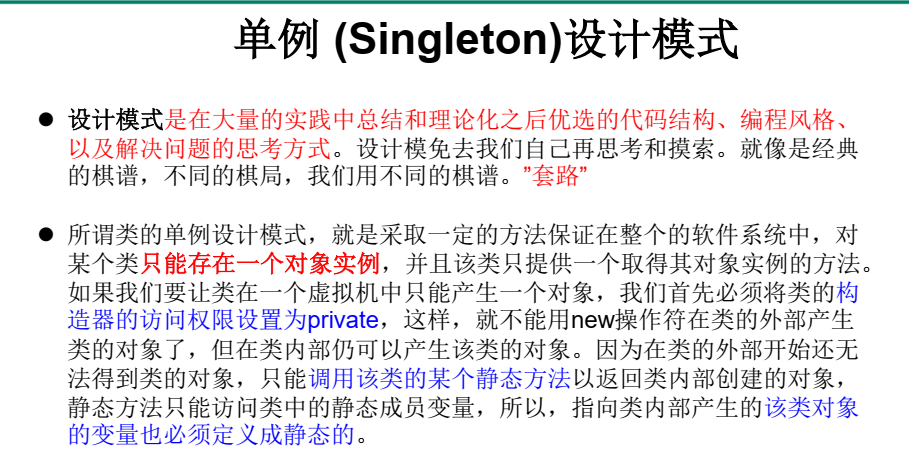 单例 (Singleton)设计模式
● 设计模式是在大量的实践中总结和理论化之后优选的代码结构、编程风格、
以及解决问题的思考方式。设计模免去我们自己再思考和摸索。就像是经典
的棋谱，不同的棋局，我们用不同的棋谱。”套路”
● 所谓类的单例设计模式，就是采取一定的方法保证在整个的软件系统中，对
某个类只能存在一个对象实例，并且该类只提供一个取得其对象实例的方法。
如果我们要让类在一个虚拟机中只能产生一个对象，我们首先必须将类的构
造器的访问权限设置为private，这样，就不能用new操作符在类的外部产生
类的对象了，但在类内部仍可以产生该类的对象。因为在类的外部开始还无
法得到类的对象，只能调用该类的某个静态方法以返回类内部创建的对象，
静态方法只能访问类中的静态成员变量，所以，指向类内部产生的该类对象
的变量也必须定义成静态的。